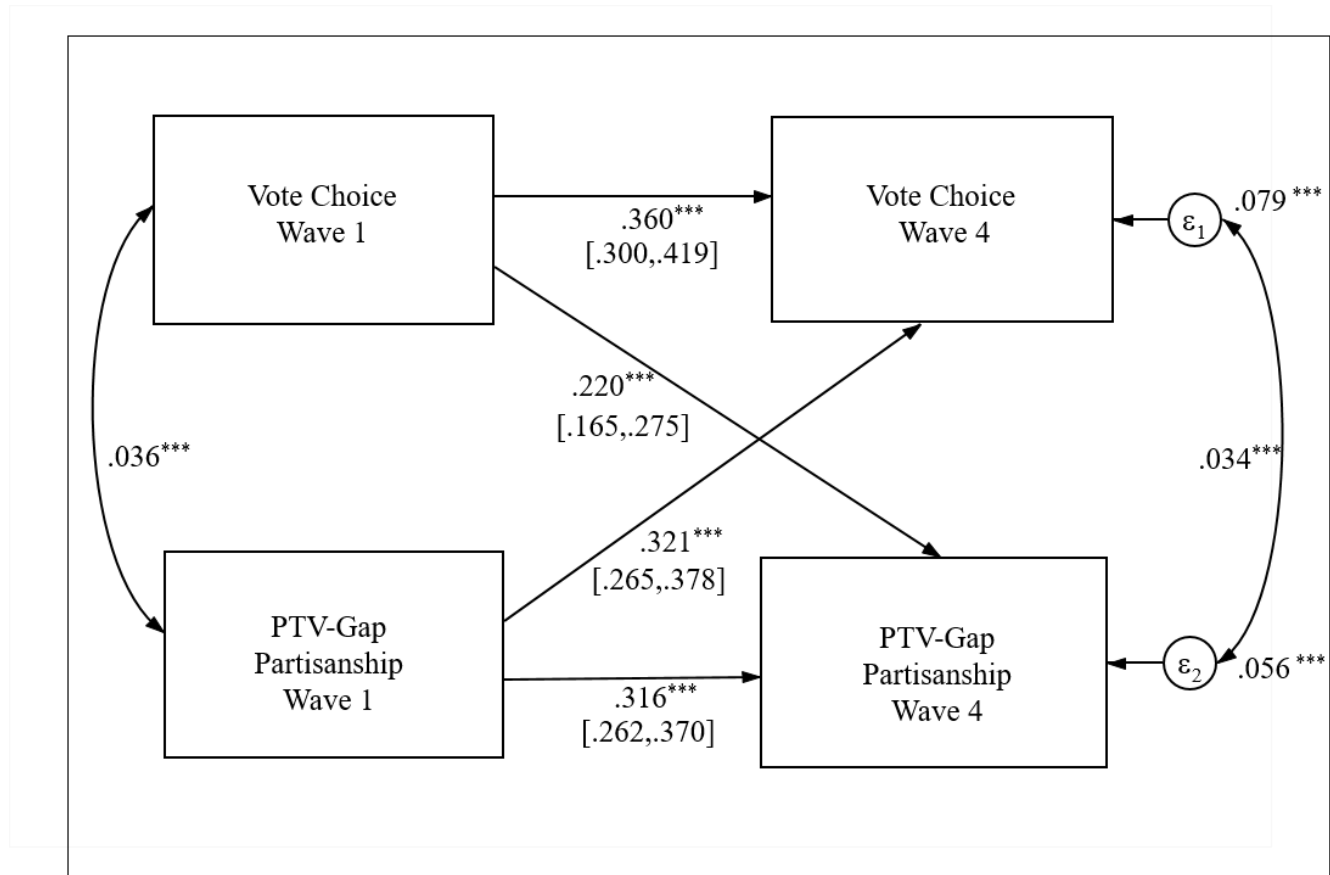 Vote Choice
Wave 1
Vote Choice
Wave 4
.360***
[.300,.419]
ε1
.079***
.220***
[.165,.275]
.036***
.034***
.321***
[.265,.378]
PTV-Gap
Partisanship
Wave 1
PTV-Gap
Partisanship
Wave 4
.316***
[.262,.370]
ε2
.056***